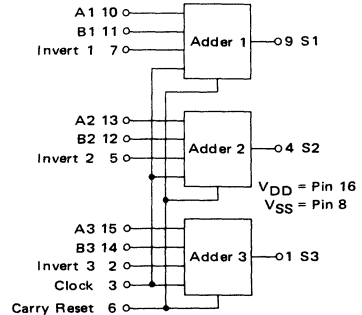 A1 10
B1 11
Invert 1 7
Adder 1
9 S1
A2 13
B2 12
Invert 2 5
Adder 2
4 S2
VDD = Pin 16
VSS = Pin 8
A3 15
B3 14
Invert 3 2
Clock 3
Carry Reset 6
Adder 3
1 S3